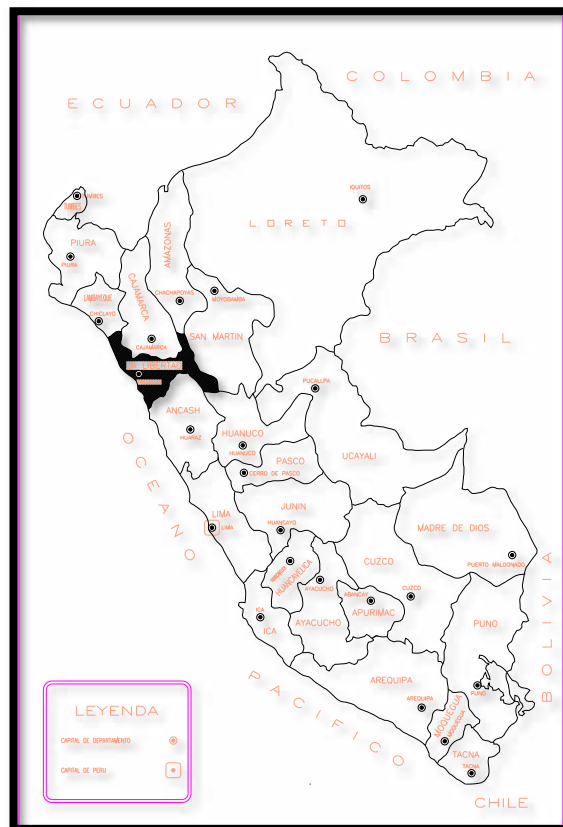 COLOMBIA
ECUADOR
IQUITOS
TUMBES
TUMBES
LORETO
AMAZONAS
PIURA
PIURA
CAJAMARCA
LAMBAYEQUE
CHACHAPOYAS
MOYOBAMBA
CHICLAYO
SAN MARTIN
BRASIL
CAJAMARCA
LA LIBERTAD
PUCALLPA
ANCASH
HUARAZ
HUANUCO
HUANUCO
UCAYALI
PASCO
CERRO DE PASCO
OCEANO
LIMA
LIMA
JUNIN
HUANCAYO
MADRE DE DIOS
PUERTO MALDONADO
CUZCO
CUZCO
HUANCAVELICA
AYACUCHO
ABANCAY
APURIMAC
ICA
ICA
AYACUCHO
PUNO
PUNO
BOLIVIA
AREQUIPA
AREQUIPA
PACIFICO
MOQUEGUA
MOQUEGUA
TACNA
TACNA
CHILE
LEYENDA
CAPITAL DE DEPARTAMENTO
CAPITAL DE PERU